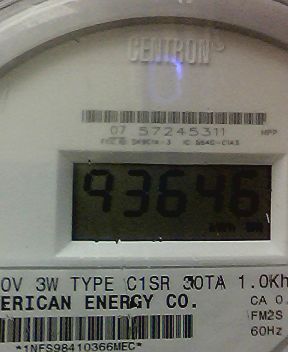 CENTRON
07 57245311
93646
0V 3W TYPE C1SR 30TA 1.0Kh
ERICAN ENERGY CO.
CA 0.
FM2S
60Hz
*1NFS98410366MEC*